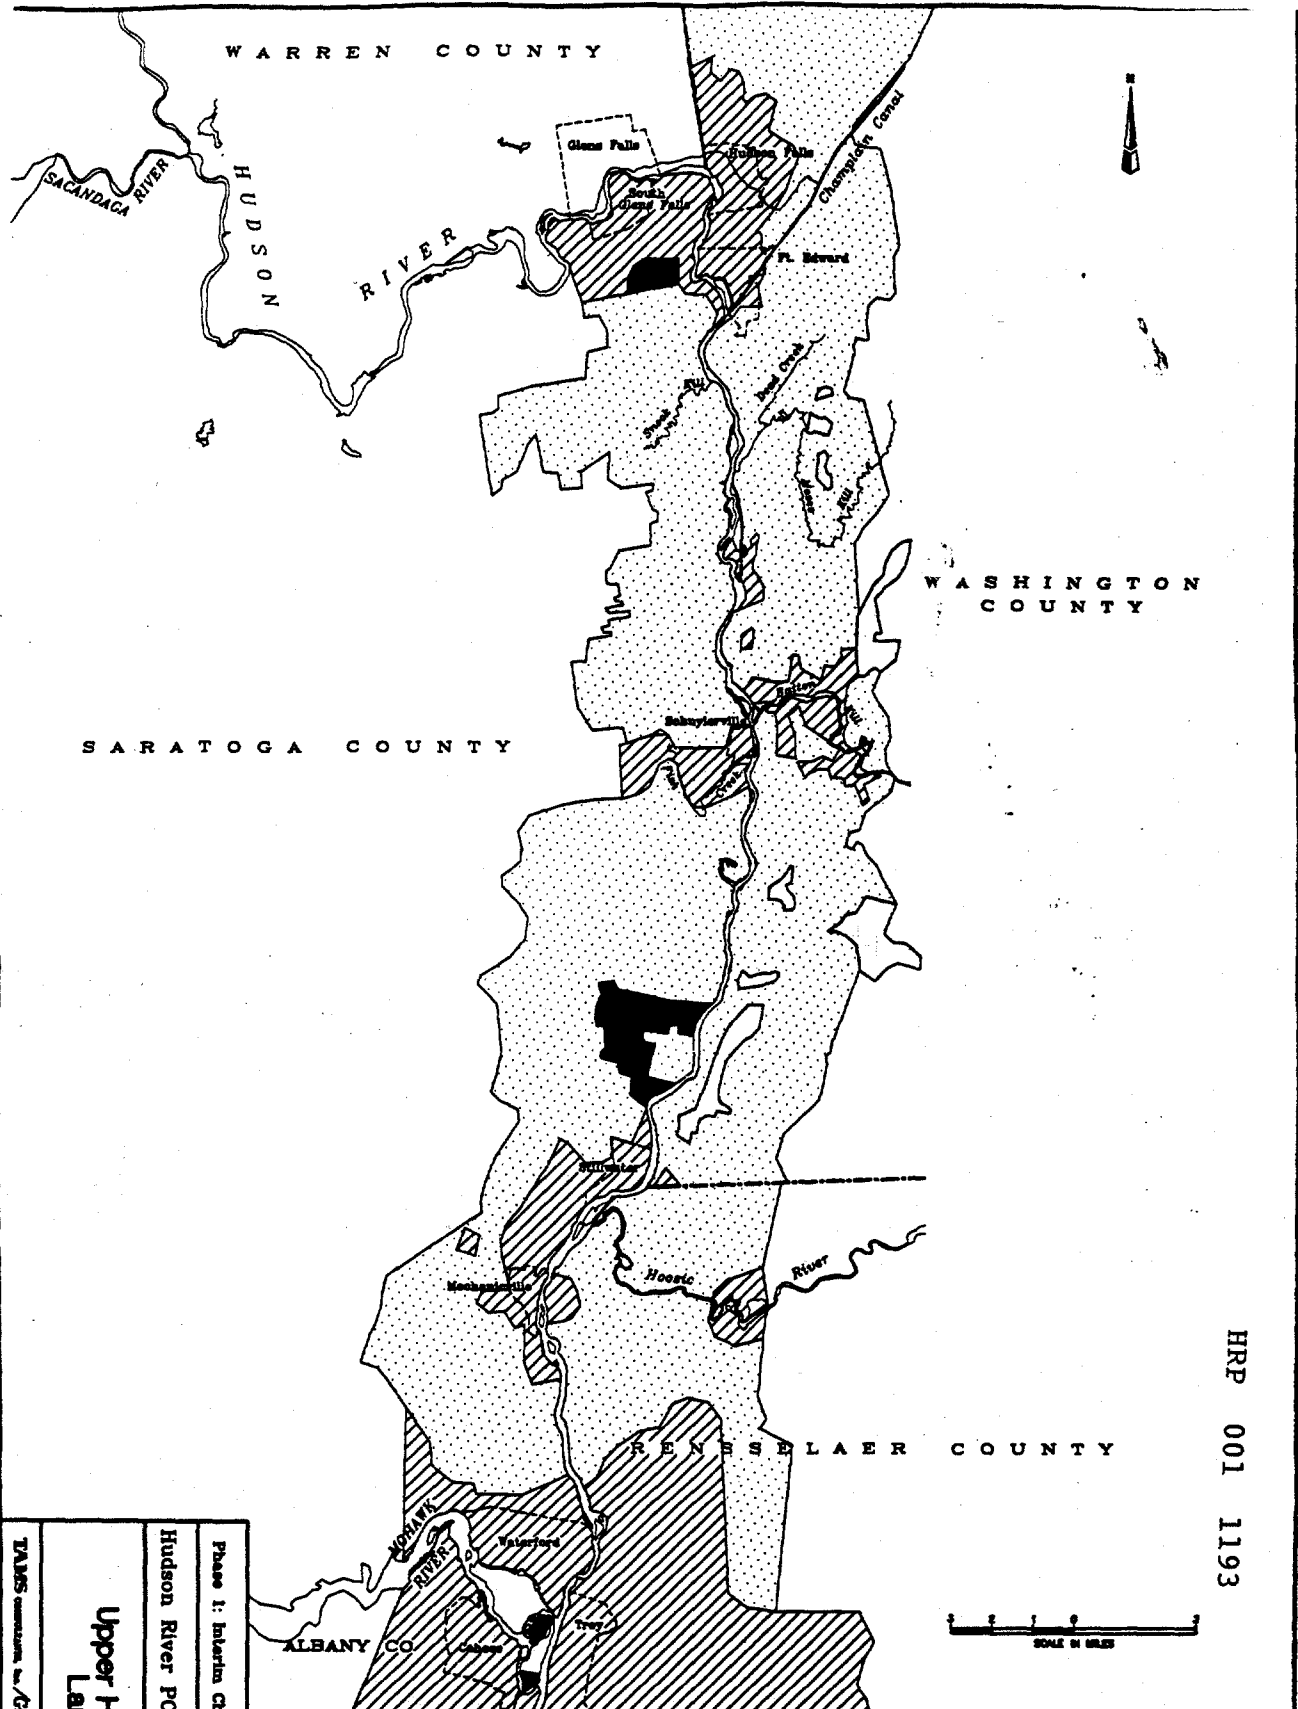 WARREN COUNTY
N
Glens Falls
Hudson Falls
Champlain Canal
SACANDAGA
RIVER
HUDSON
South
Glens Falls
RIVER
Ft. Edward
Dead Creek
Snook
Kill
Moses
Kill
WASHINGTON
COUNTY
Batten
Kill
Schuylerville
SARATOGA COUNTY
Fish
Creek
Stillwater
Hoosic
River
Mechanicville
HRP 001 1193
RENSSELAER COUNTY
MOHAWK
RIVER
Waterford
Troy
Cohoes
ALBANY CO
SCALE IN MILES
Phase 1: Interim Ch
Hudson River PC
Upper H
La
TAMS